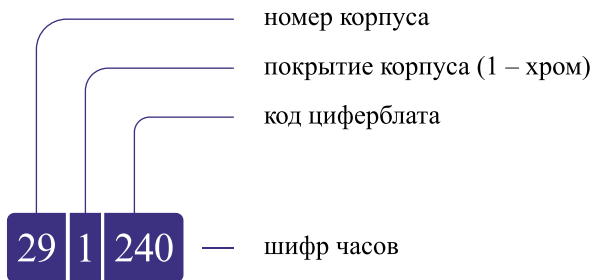 номер корпуса
покрытие корпуса (1 – хром)
код циферблата
29 1 240 шифр часов